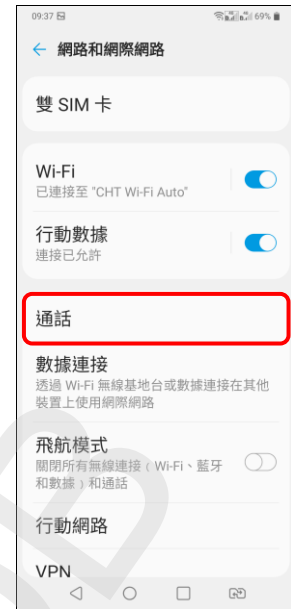 09:37 69%
網路和網際網路
雙 SIM 卡
Wi-Fi
已連接至 "CHT Wi-Fi Auto"
行動數據
連接已允許
通話
數據連接
透過 Wi-Fi 無線基地台或數據連接在其他
裝置上使用網際網路
飛航模式
關閉所有無線連接 ( Wi-Fi、藍牙
和數據 ) 和通話
行動網路
VPN